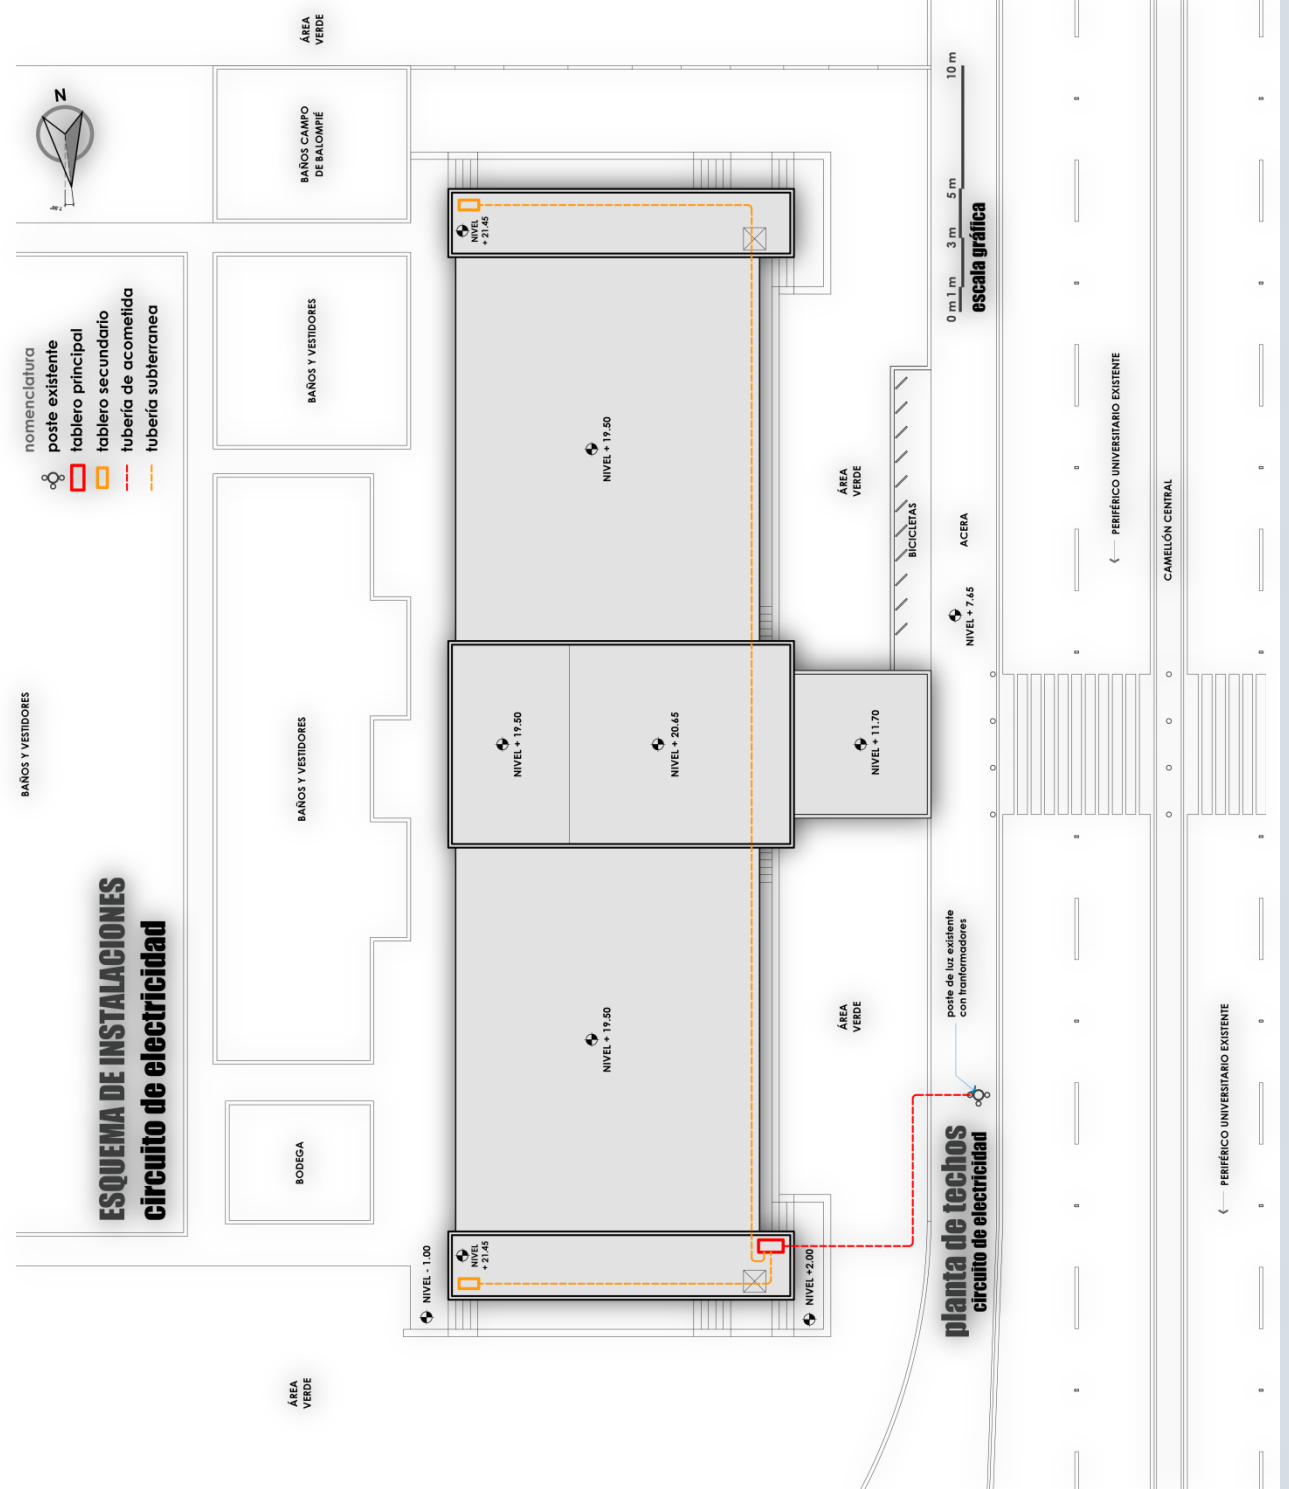 ESQUEMA DE INSTALACIONES
circuito de electricidad
nomenclatura
poste existente
tablero principal
tablero secundario
tubería de acometida
tubería subterranea
N
BAÑOS Y VESTIDORES
ÁREA
VERDE
BODEGA
BAÑOS Y VESTIDORES
BAÑOS Y VESTIDORES
BAÑOS CAMPO
DE BALOMPIÉ
ÁREA
VERDE
NIVEL - 1.00
NIVEL
+ 21.45
NIVEL + 19.50
NIVEL + 19.50
NIVEL + 20.65
NIVEL + 19.50
NIVEL
+ 21.45
NIVEL +2.00
ÁREA
VERDE
NIVEL + 11.70
ÁREA
VERDE
BICICLETAS
planta de techos
circuito de electricidad
poste de luz existente
con tranformadores
NIVEL + 7.65
ACERA
0 m 1 m 3 m 5 m 10 m
escala gráfica
PERIFÉRICO UNIVERSITARIO EXISTENTE
CAMELLÓN CENTRAL
PERIFÉRICO UNIVERSITARIO EXISTENTE